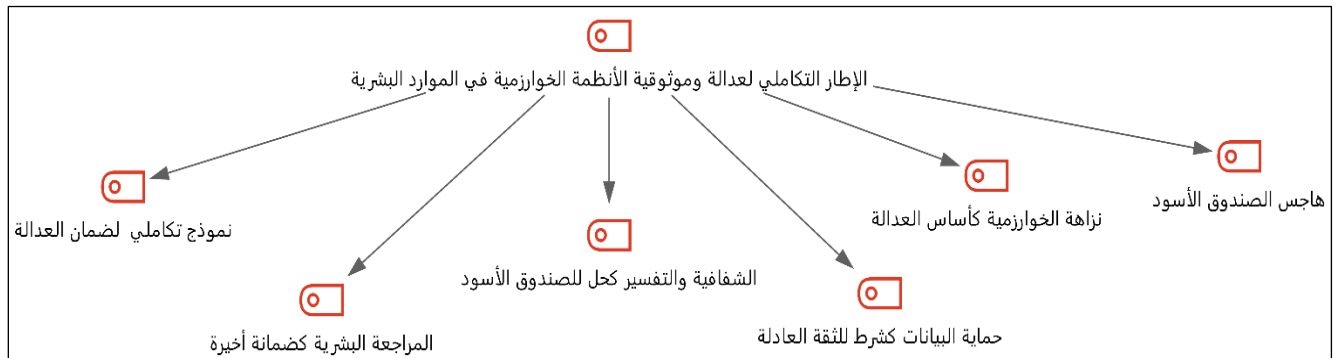 الإطار التكاملي لعدالة وموثوقية الأنظمة الخوارزمية في الموارد البشرية
هاجس الصندوق الأسود
نزاهة الخوارزمية كأساس العدالة
نموذج تكاملي لضمان العدالة
الشفافية والتفسير كحل للصندوق الأسود
حماية البيانات كشرط للثقة العادلة
المراجعة البشرية كضمانة أخيرة